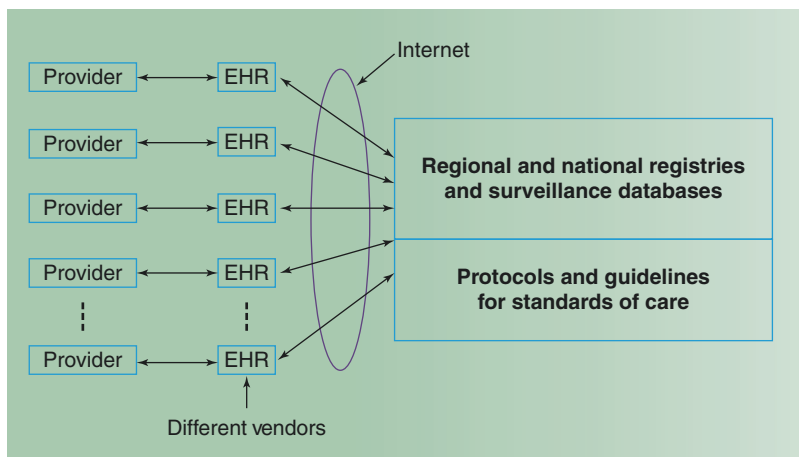 Internet
Provider
EHR
Provider
EHR
Provider
EHR
Provider
EHR
Provider
EHR
Regional and national registries
and surveillance databases
Protocols and guidelines
for standards of care
Different vendors